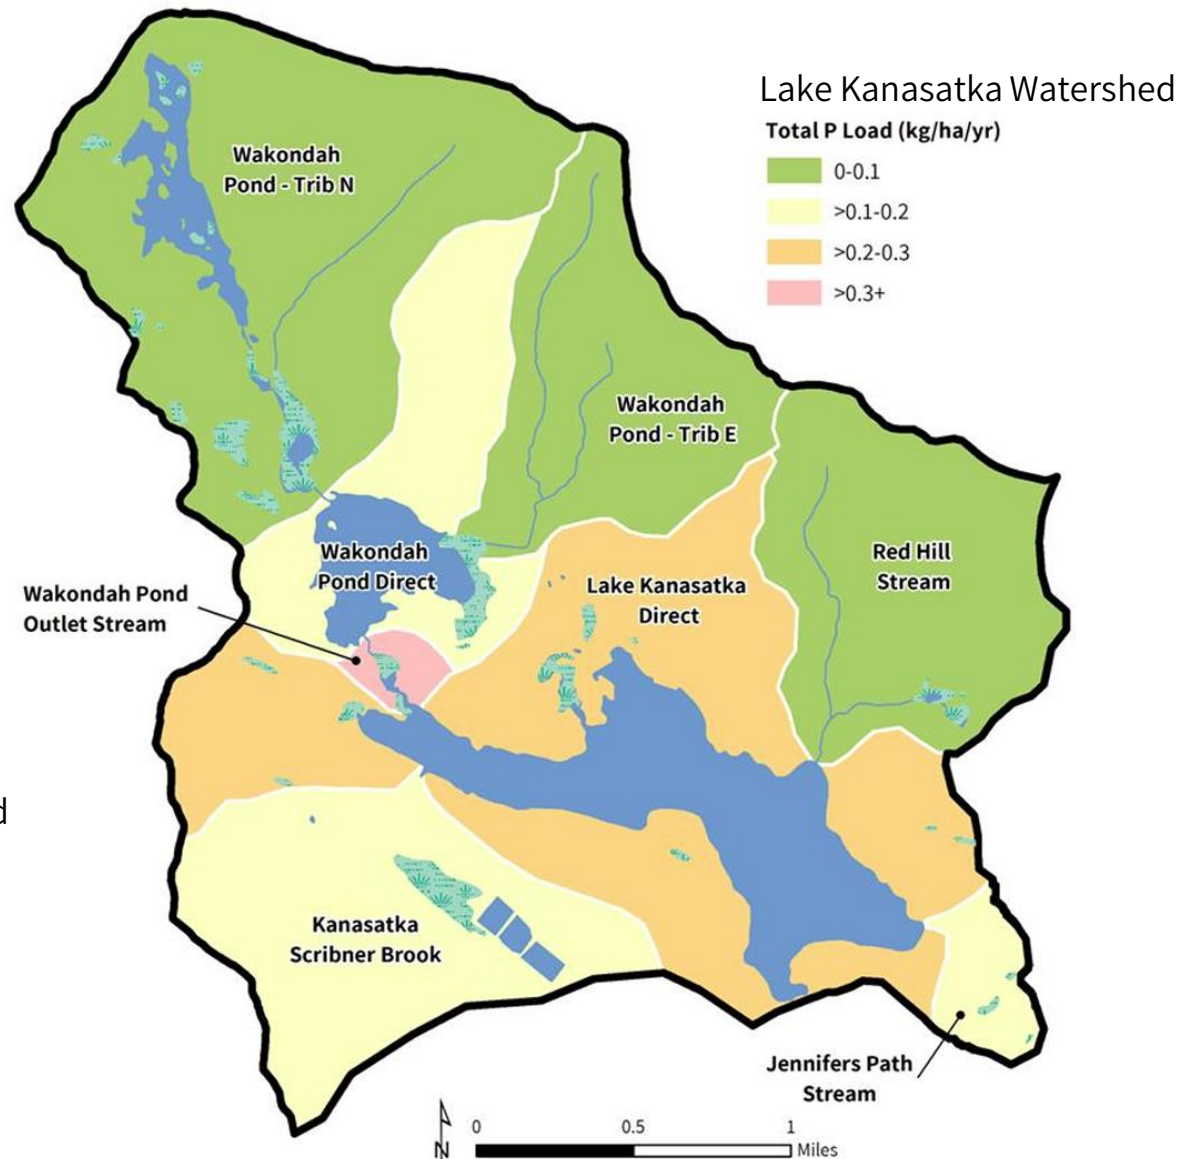 Lake Kanasatka Watershed
Total P Load (kg/ha/yr)
0-0.1
>0.1-0.2
>0.2-0.3
>0.3+
Wakondah
Pond - Trib N
Wakondah
Pond - Trib E
Red Hill
Stream
Wakondah
Pond Direct
Lake Kanasatka
Direct
Wakondah Pond
Outlet Stream
d
Kanasatka
Scribner Brook
Jennifers Path
Stream
N
0 0.5 1
Miles